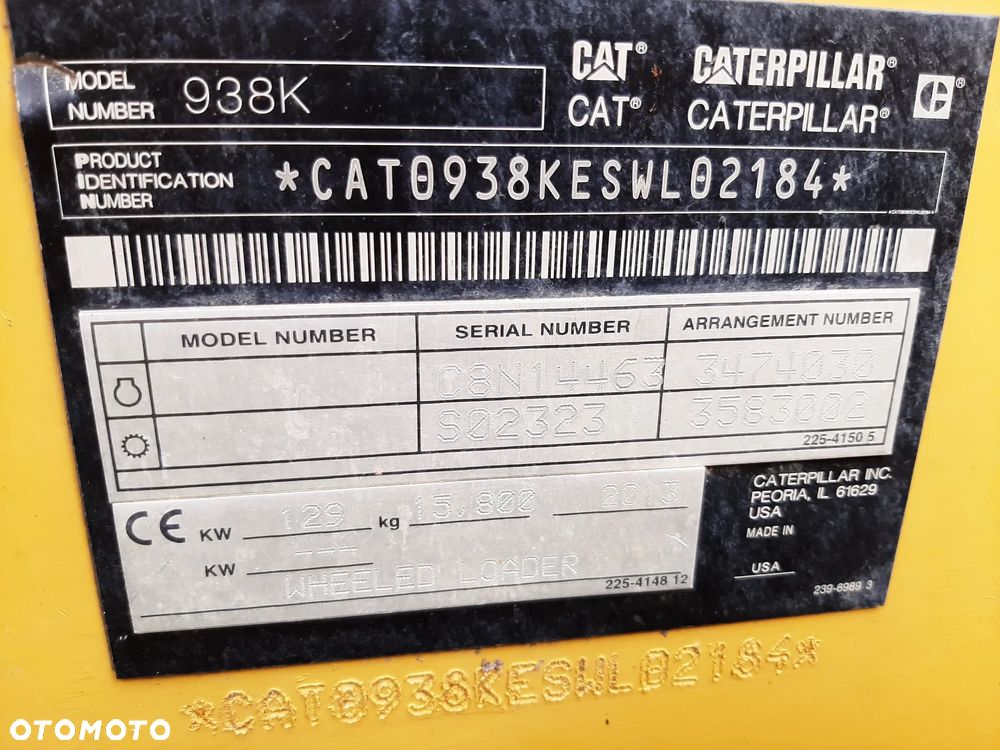 MODEL
NUMBER 938K
CAT® CATERPILLAR®
CAT® CATERPILLAR®
PRODUCT
IDENTIFICATION
NUMBER
*CAT0938KESWL02184*
*CAT0938KESWL02184*
MODEL NUMBER SERIAL NUMBER ARRANGEMENT NUMBER
C8N14463 3474030
S02323 3583002
225-4150 5
CE KW 129 kg 15,800 2013
KW ---
WHEELED LOADER
225-4148 12
CATERPILLAR INC.
PEORIA, IL 61629
USA
MADE IN
USA
239-6989 3
*CAT0938KESWL02184*
OTOMOTO